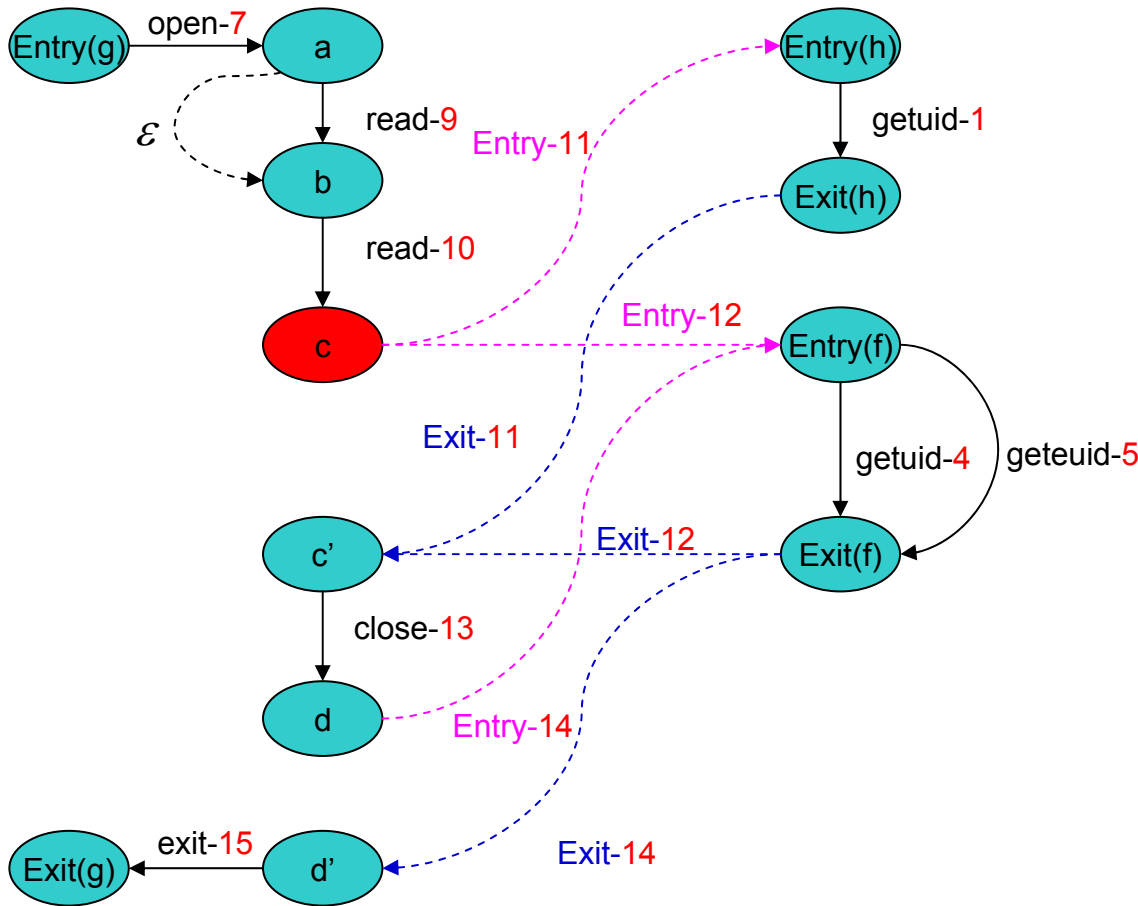 Entry(g)
open-7
a
Entry(h)
ε
read-9
Entry-11
getuid-1
b
Exit(h)
read-10
Entry-12
c
Entry(f)
Exit-11
getuid-4
geteuid-5
c’
Exit-12
Exit(f)
close-13
d
Entry-14
exit-15
Exit-14
Exit(g)
d’